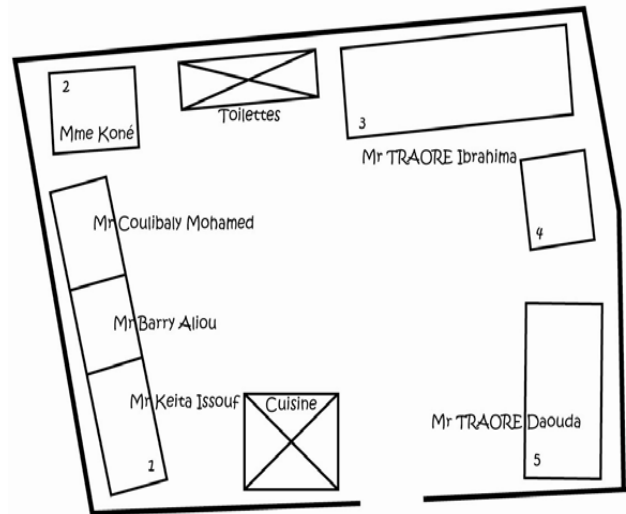 2
Mme Koné
Toilettes
3
Mr TRAORE Ibrahima
4
Mr Coulibaly Mohamed
Mr Barry Aliou
Mr Keita Issouf
1
Cuisine
Mr TRAORE Daouda
5